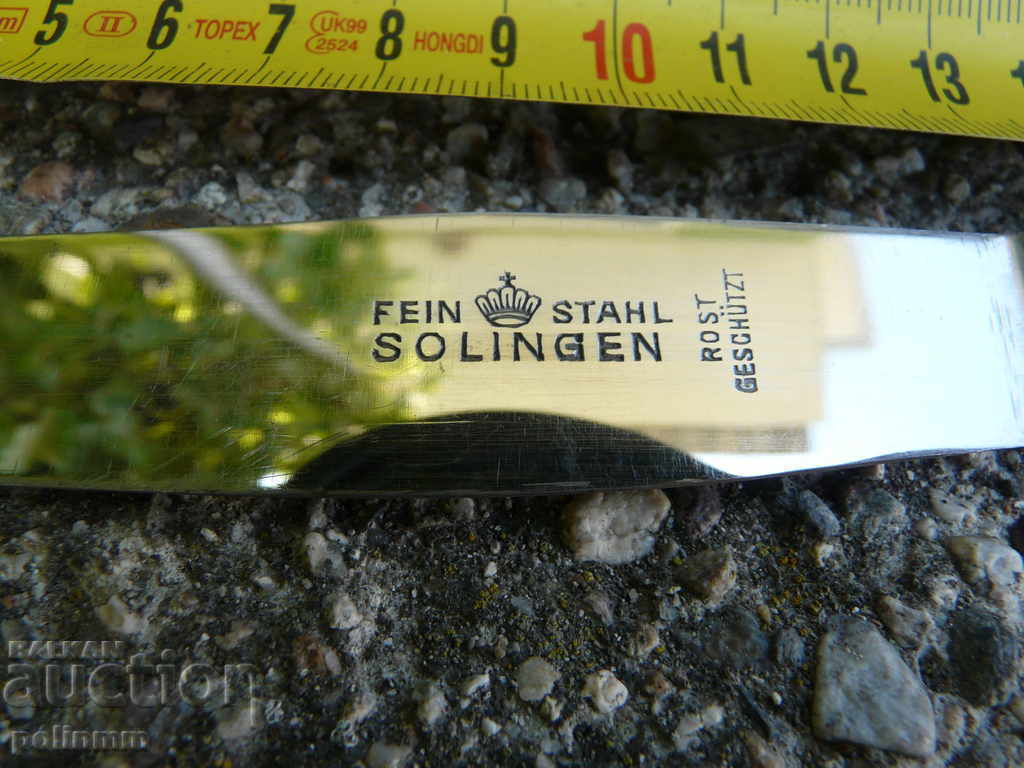 m II 5 6 TOPEX 7 UK99 2524 8 HONGDI 9 10 11 12 13
FEIN STAHL
SOLINGEN
ROST
GESCHÜTZT
BALKAN
auction
polinmm